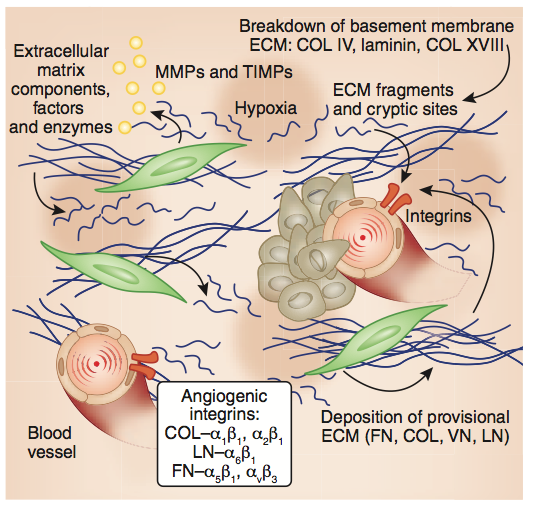 Breakdown of basement membrane
ECM: COL IV, laminin, COL XVIII
Extracellular
matrix
components,
factors
and enzymes
MMPs and TIMPs
Hypoxia
ECM fragments
and cryptic sites
Integrins
Angiogenic
integrins:
COL–α₁β₁, α₂β₁
LN–α₆β₁
FN–α₅β₁, αᵥβ₃
Blood
vessel
Deposition of provisional
ECM (FN, COL, VN, LN)